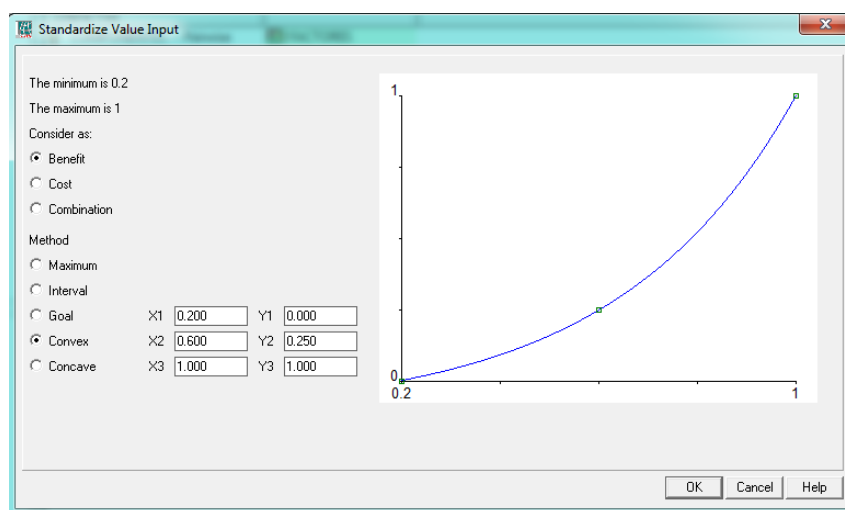 Standardize Value Input
The minimum is 0.2
The maximum is 1
Consider as:
Benefit
Cost
Combination
Method
Maximum
Interval
Goal X1 0.200 Y1 0.000
Convex X2 0.600 Y2 0.250
Concave X3 1.000 Y3 1.000
1
0
0.2 1
OK Cancel Help